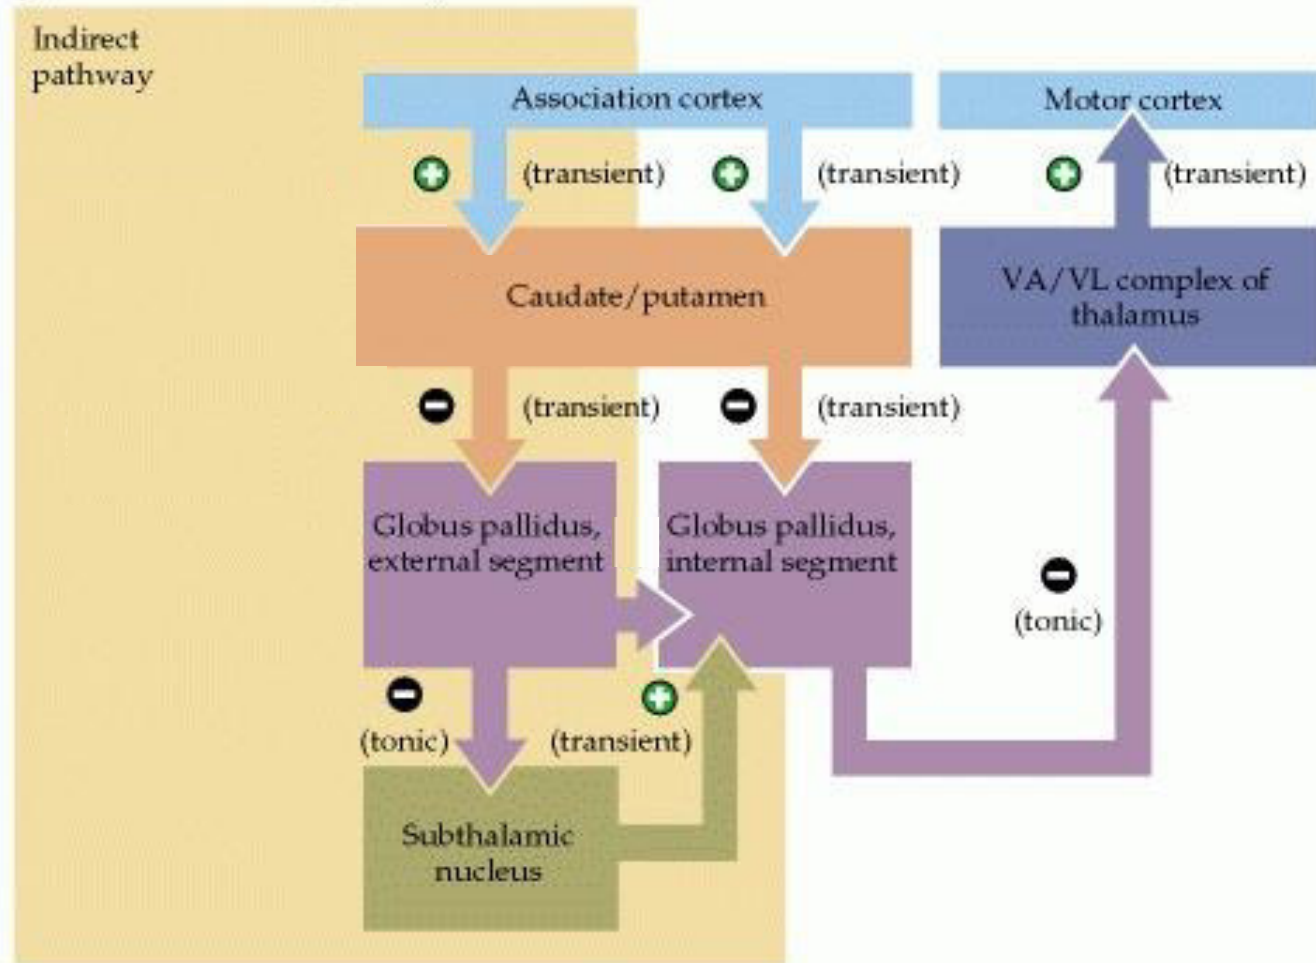 Indirect
pathway
Association cortex
Motor cortex
(transient)
(transient)
(transient)
Caudate/putamen
VA/VL complex of
thalamus
(transient)
(transient)
Globus pallidus,
external segment
Globus pallidus,
internal segment
(tonic)
(tonic)
(transient)
Subthalamic
nucleus